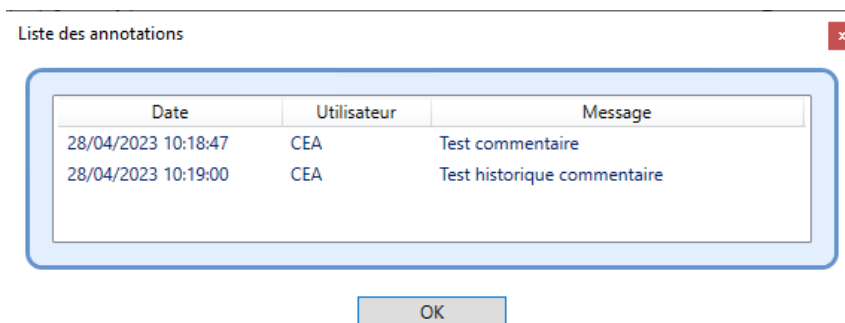 Liste des annotations
x
Date Utilisateur Message
28/04/2023 10:18:47 CEA Test commentaire
28/04/2023 10:19:00 CEA Test historique commentaire
OK